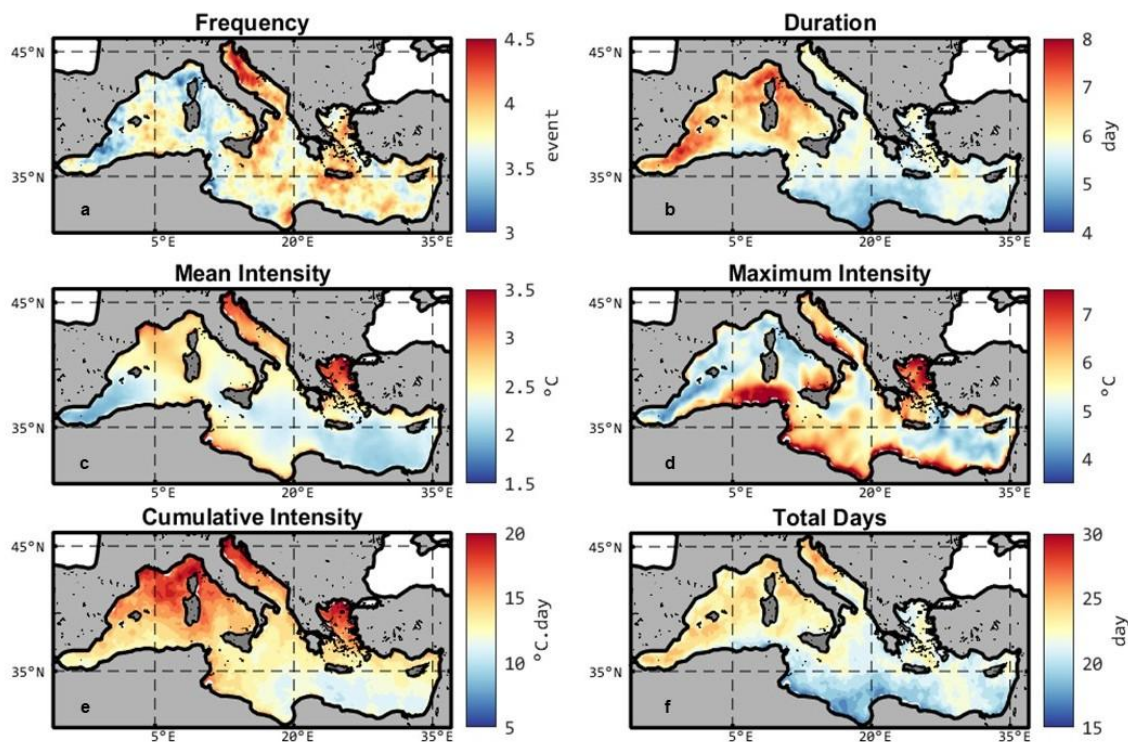 Frequency
45°N
35°N
a
5°E
20°E
35°E
4.5
4
3.5
3
event
Duration
45°N
35°N
b
5°E
20°E
35°E
8
7
6
5
4
day
Mean Intensity
45°N
35°N
c
5°E
20°E
35°E
3.5
3
2.5
2
1.5
°C
Maximum Intensity
45°N
35°N
d
5°E
20°E
35°E
7
6
5
4
°C
Cumulative Intensity
45°N
35°N
e
5°E
20°E
35°E
20
15
10
5
°C.day
Total Days
45°N
35°N
f
5°E
20°E
35°E
30
25
20
15
day